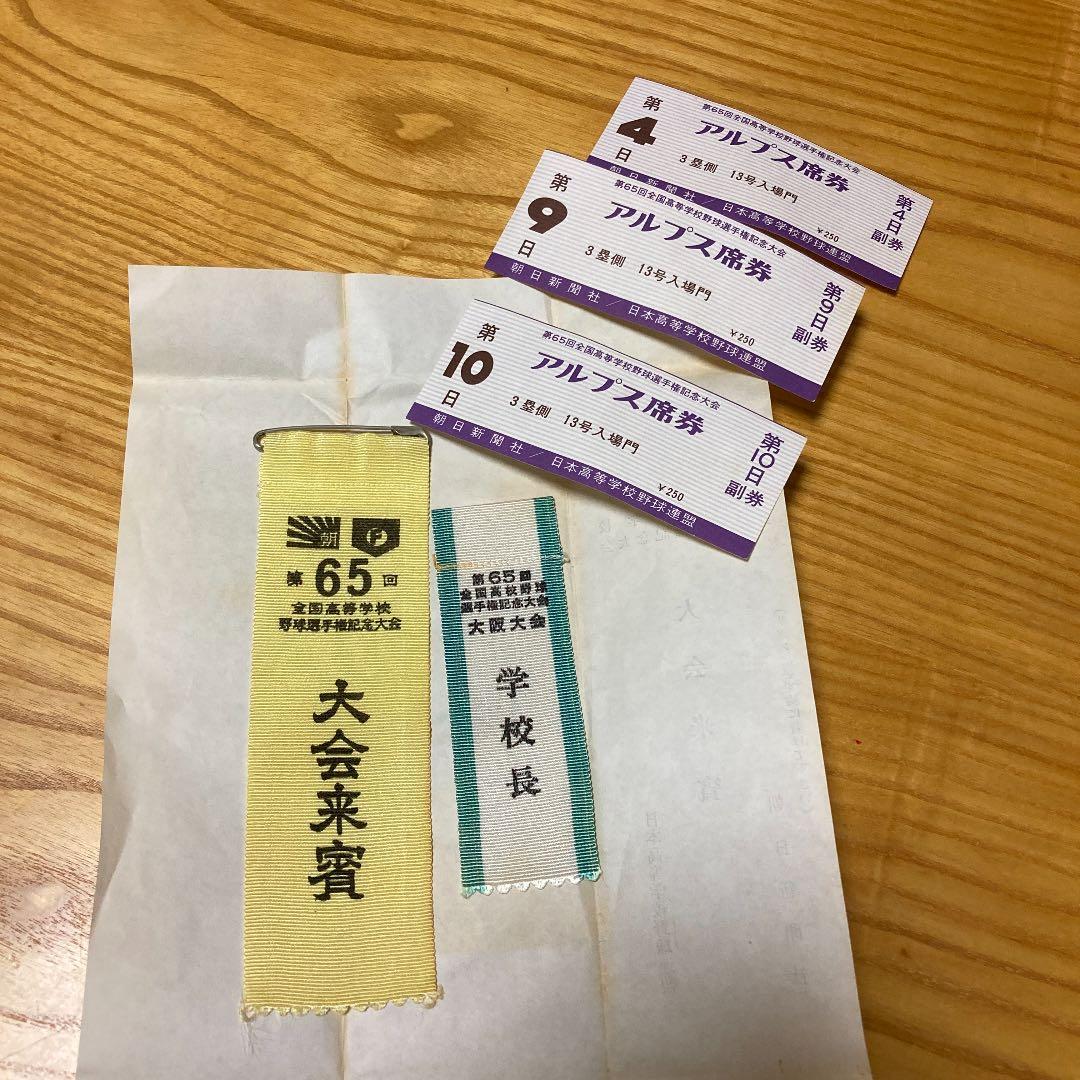 第4日
第65回全国高等学校野球選手権記念大会
アルプス席券
3塁側 13号入場門
¥250
朝日新聞社/日本高等学校野球連盟
第4日副券
第9日
第65回全国高等学校野球選手権記念大会
アルプス席券
3塁側 13号入場門
¥250
朝日新聞社/日本高等学校野球連盟
第9日副券
第10日
第65回全国高等学校野球選手権記念大会
アルプス席券
3塁側 13号入場門
¥250
朝日新聞社/日本高等学校野球連盟
第10日副券
朝 F
第65回
全国高等学校
野球選手権記念大会
大会来賓
第65回
全国高校野球
選手権記念大会
大阪大会
学校長
大会来賓